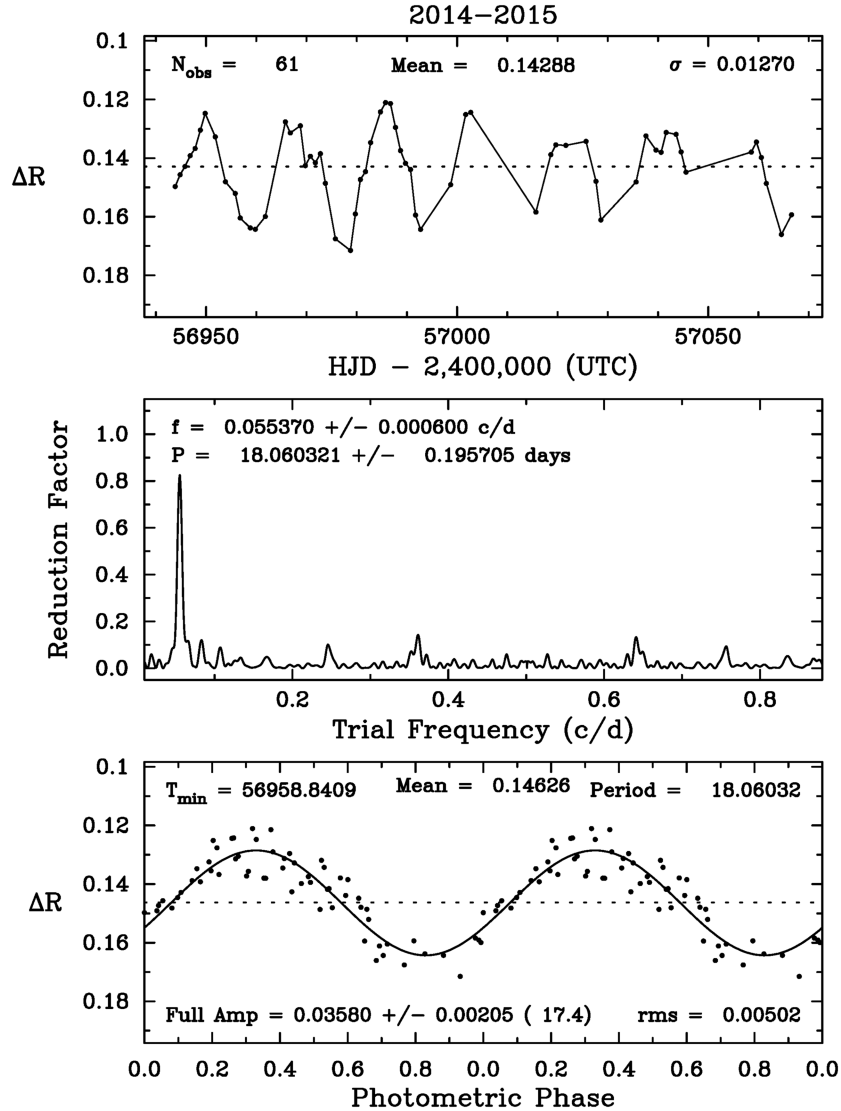 2014–2015
N_obs = 61 Mean = 0.14288 σ = 0.01270
0.1
0.12
0.14
0.16
0.18
ΔR
56950 57000 57050
HJD − 2,400,000 (UTC)
f = 0.055370 +/− 0.000600 c/d
P = 18.060321 +/− 0.195705 days
1.0
0.8
0.6
0.4
0.2
0.0
Reduction Factor
0.2 0.4 0.6 0.8
Trial Frequency (c/d)
T_min = 56958.8409 Mean = 0.14626 Period = 18.06032
0.1
0.12
0.14
0.16
0.18
ΔR
Full Amp = 0.03580 +/− 0.00205 ( 17.4) rms = 0.00502
0.0 0.2 0.4 0.6 0.8 0.0 0.2 0.4 0.6 0.8 0.0
Photometric Phase